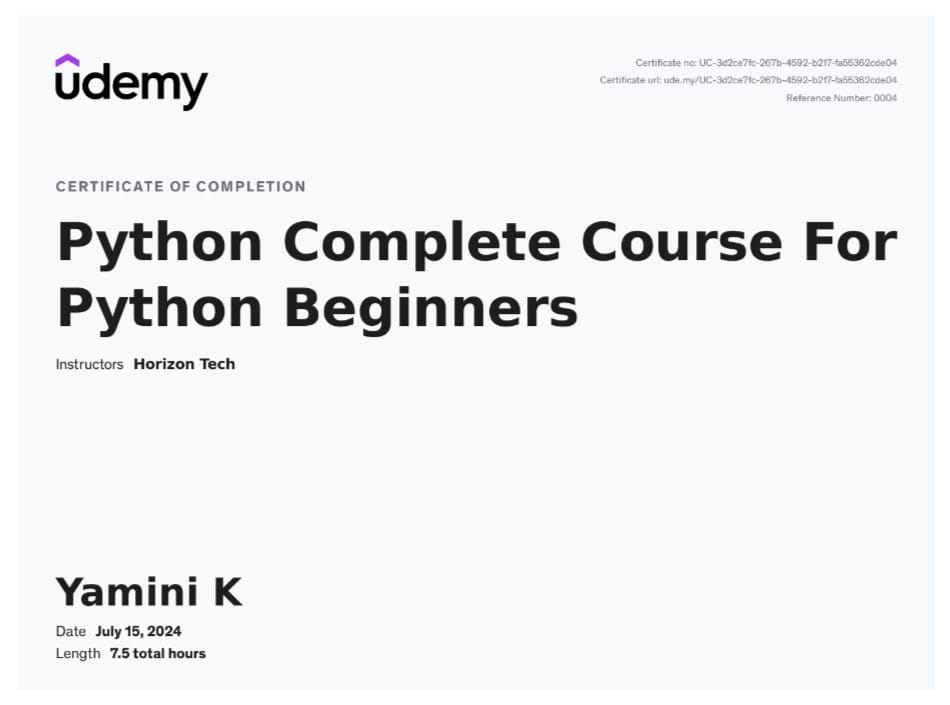 udemy
Certificate no: UC-3d2ce7fc-267b-4592-b217-fa55362cde04
Certificate url: ude.my/UC-3d2ce7fc-267b-4592-b217-fa55362cde04
Reference Number: 0004
CERTIFICATE OF COMPLETION
Python Complete Course For
Python Beginners
Instructors Horizon Tech
Yamini K
Date July 15, 2024
Length 7.5 total hours